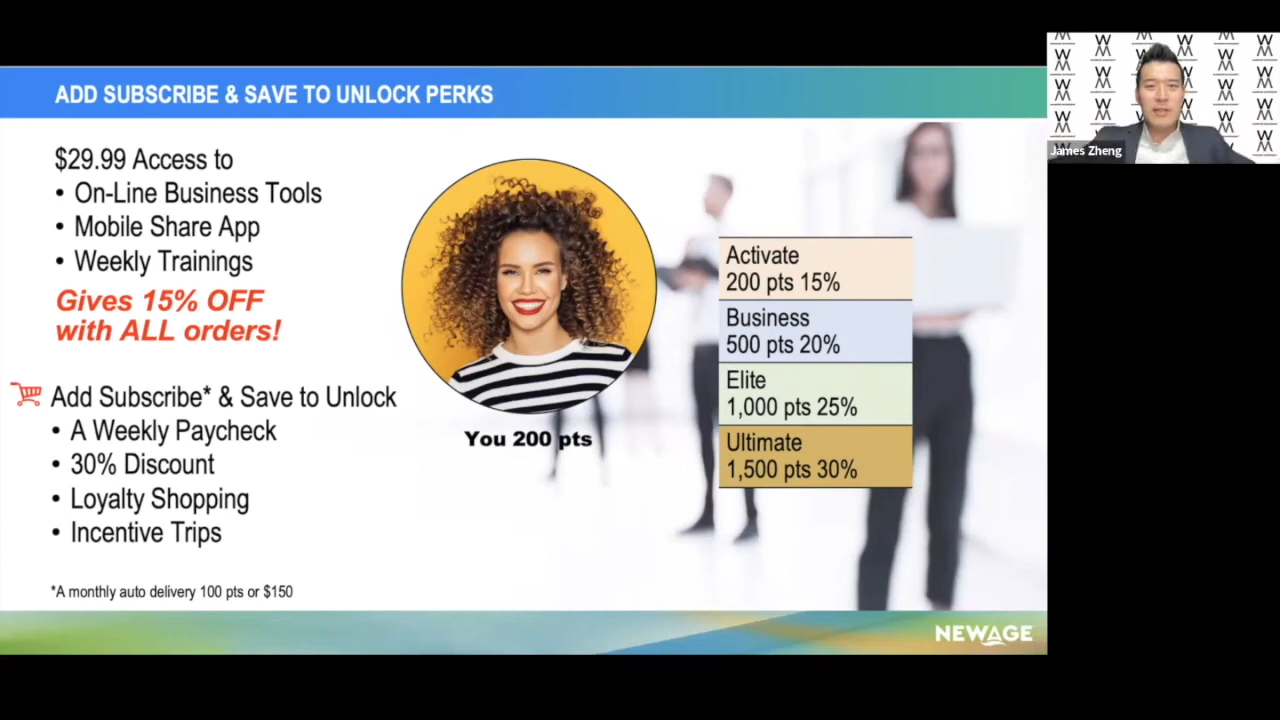 ADD SUBSCRIBE & SAVE TO UNLOCK PERKS
$29.99 Access to
• On-Line Business Tools
• Mobile Share App
• Weekly Trainings
Gives 15% OFF
with ALL orders!
Add Subscribe* & Save to Unlock
• A Weekly Paycheck
• 30% Discount
• Loyalty Shopping
• Incentive Trips
*A monthly auto delivery 100 pts or $150
You 200 pts
Activate
200 pts 15%
Business
500 pts 20%
Elite
1,000 pts 25%
Ultimate
1,500 pts 30%
NEWAGE
James Zheng